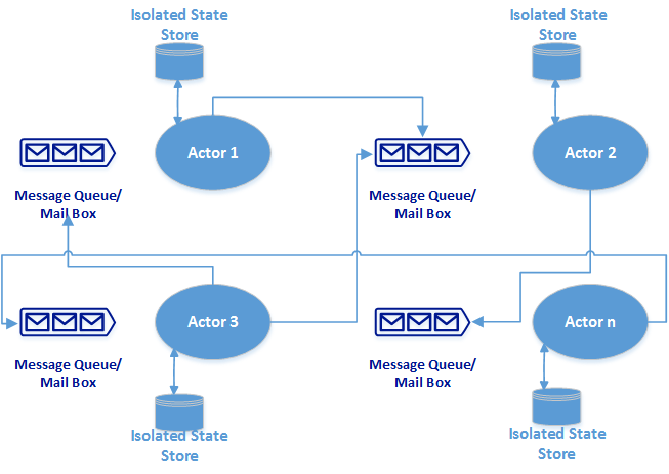 Isolated State
Store
Isolated State
Store
Actor 1
Actor 2
Message Queue/
Mail Box
Message Queue/
Mail Box
Actor 3
Actor n
Message Queue/
Mail Box
Message Queue/
Mail Box
Isolated State
Store
Isolated State
Store